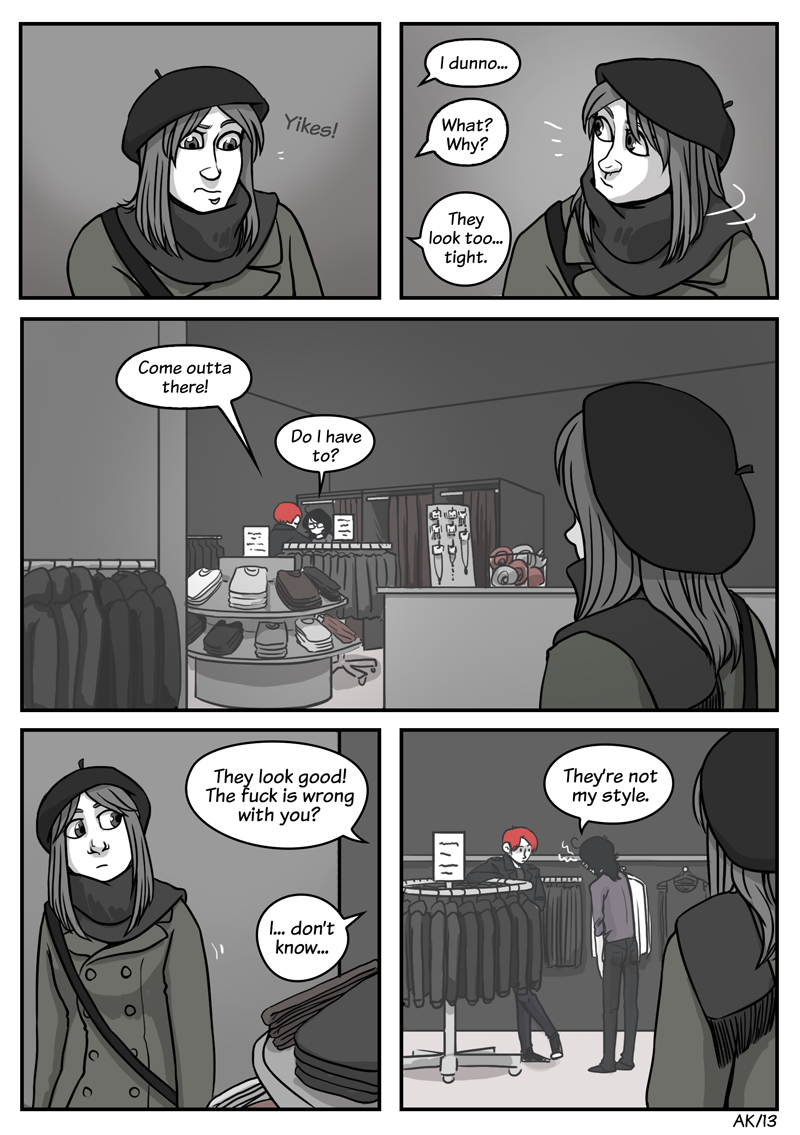 Yikes!
I dunno...
What?
Why?
They
look too...
tight.
Come outta
there!
Do I have
to?
They look good!
The fuck is wrong
with you?
I... don't
know...
They're not
my style.
AK/13